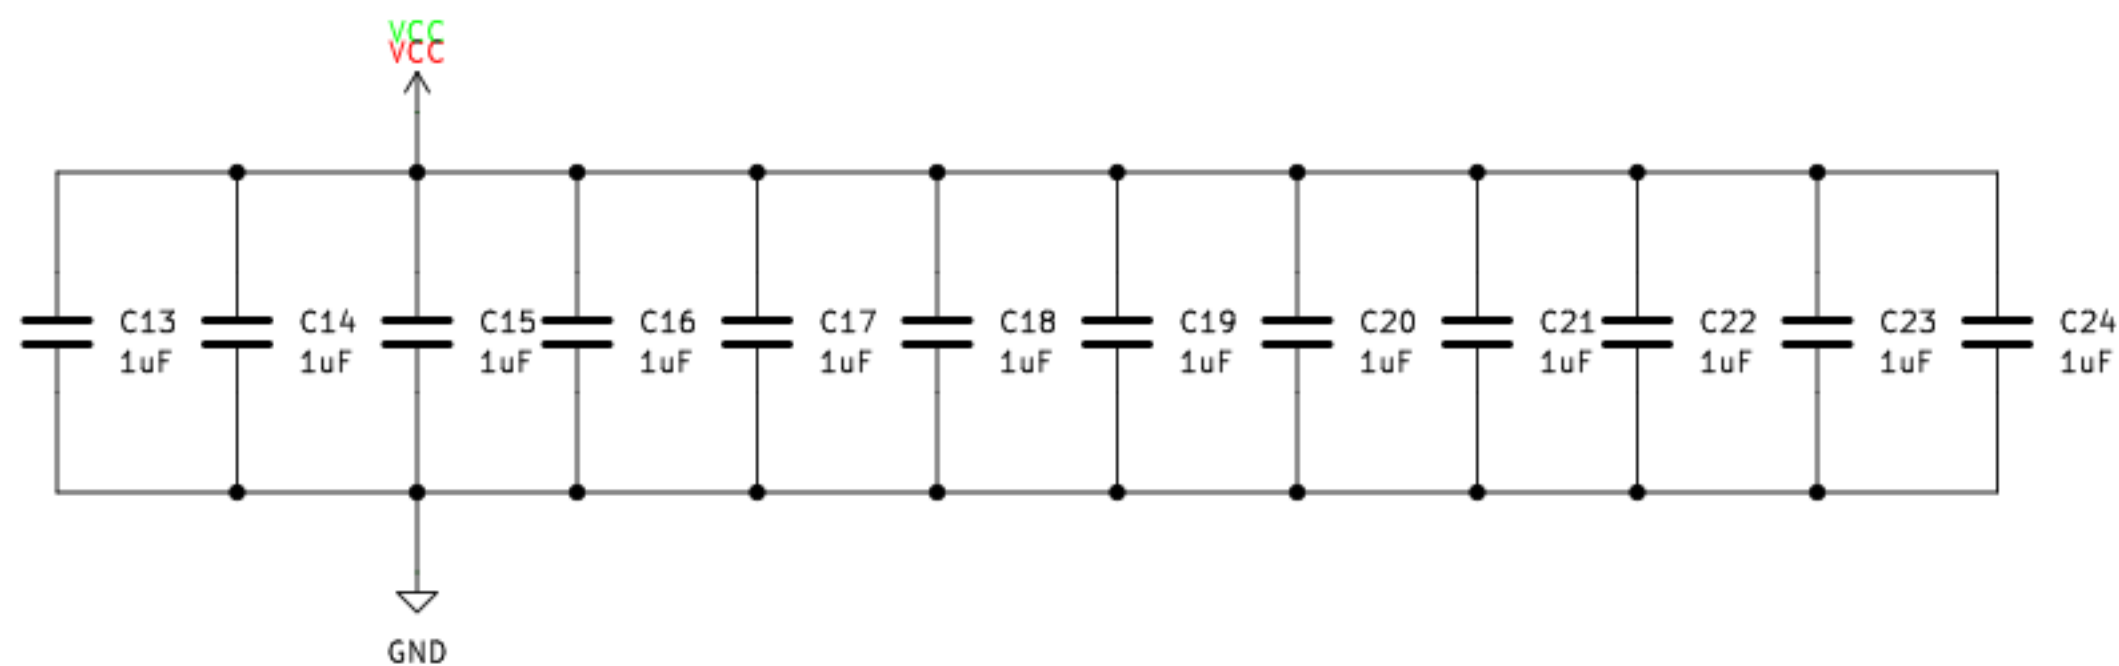 VCC
VCC
C13 C14 C15 C16 C17 C18 C19 C20 C21 C22 C23 C24
1uF 1uF 1uF 1uF 1uF 1uF 1uF 1uF 1uF 1uF 1uF 1uF
GND